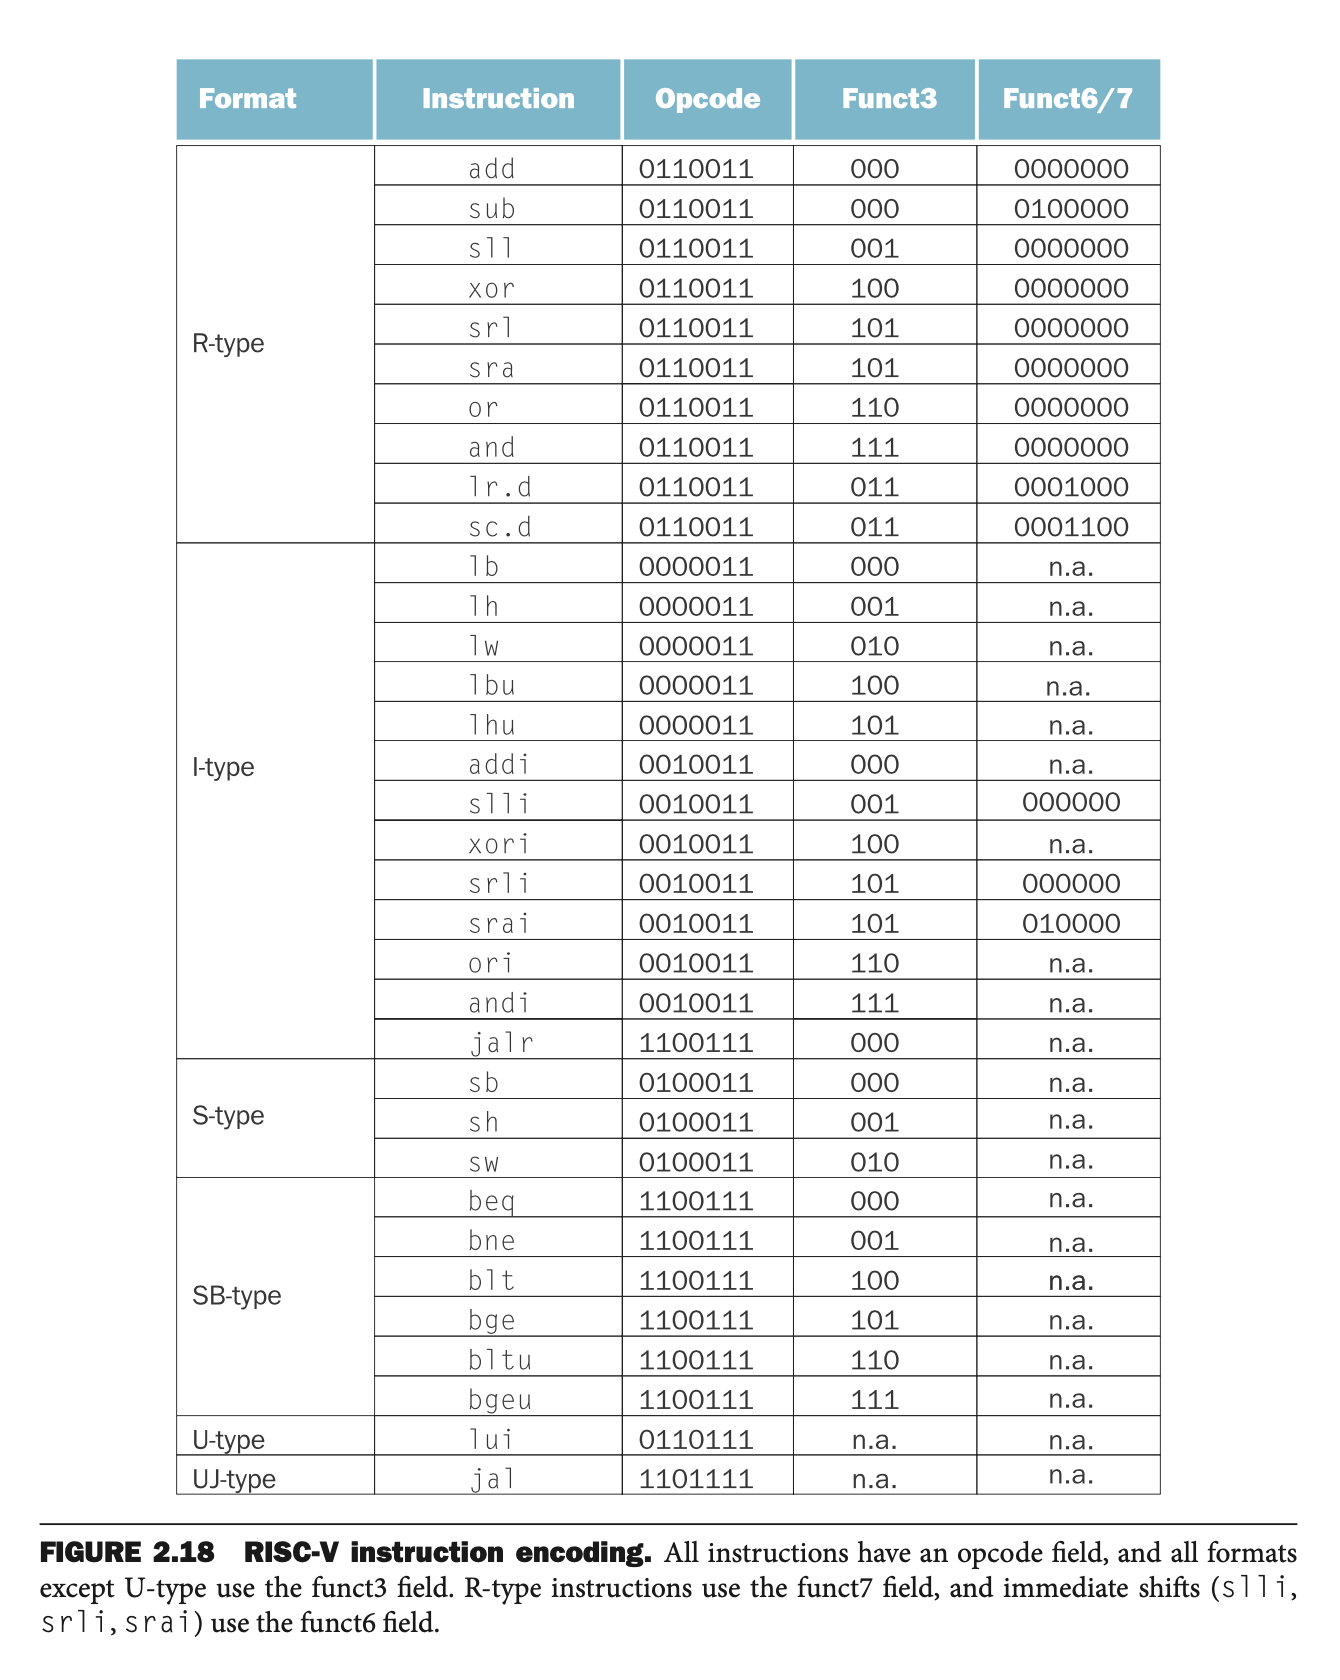 Format Instruction Opcode Funct3 Funct6/7
R-type
add 0110011 000 0000000
sub 0110011 000 0100000
sll 0110011 001 0000000
xor 0110011 100 0000000
srl 0110011 101 0000000
sra 0110011 101 0000000
or 0110011 110 0000000
and 0110011 111 0000000
lr.d 0110011 011 0001000
sc.d 0110011 011 0001100
I-type
lb 0000011 000 n.a.
lh 0000011 001 n.a.
lw 0000011 010 n.a.
lbu 0000011 100 n.a.
lhu 0000011 101 n.a.
addi 0010011 000 n.a.
slli 0010011 001 000000
xori 0010011 100 n.a.
srli 0010011 101 000000
srai 0010011 101 010000
ori 0010011 110 n.a.
andi 0010011 111 n.a.
jalr 1100111 000 n.a.
S-type
sb 0100011 000 n.a.
sh 0100011 001 n.a.
sw 0100011 010 n.a.
SB-type
beq 1100111 000 n.a.
bne 1100111 001 n.a.
blt 1100111 100 n.a.
bge 1100111 101 n.a.
bltu 1100111 110 n.a.
bgeu 1100111 111 n.a.
U-type lui 0110111 n.a. n.a.
UJ-type jal 1101111 n.a. n.a.
FIGURE 2.18 RISC-V instruction encoding. All instructions have an opcode field, and all formats
except U-type use the funct3 field. R-type instructions use the funct7 field, and immediate shifts (slli,
srli, srai) use the funct6 field.